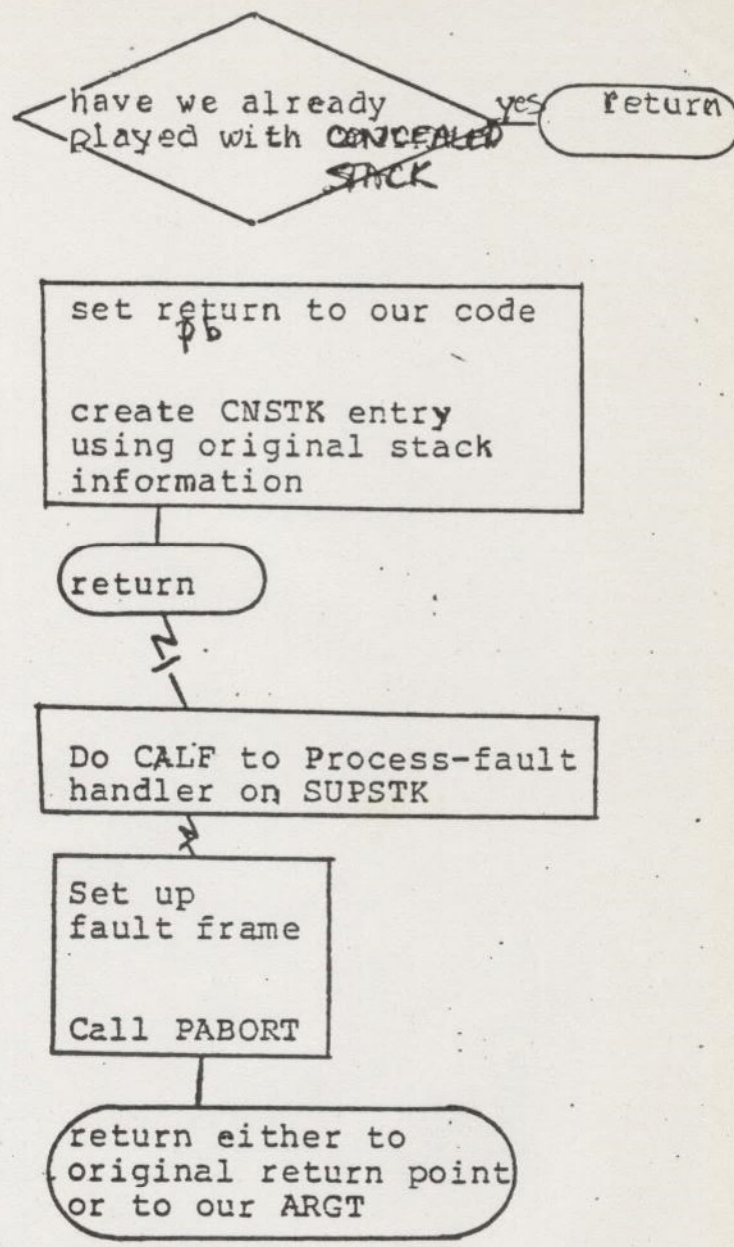 have we already
played with CONCEALED
STACK
yes
return
set return to our code
pb
create CNSTK entry
using original stack
information
return
Do CALF to Process-fault
handler on SUPSTK
Set up
fault frame
Call PABORT
return either to
original return point
or to our ARGT